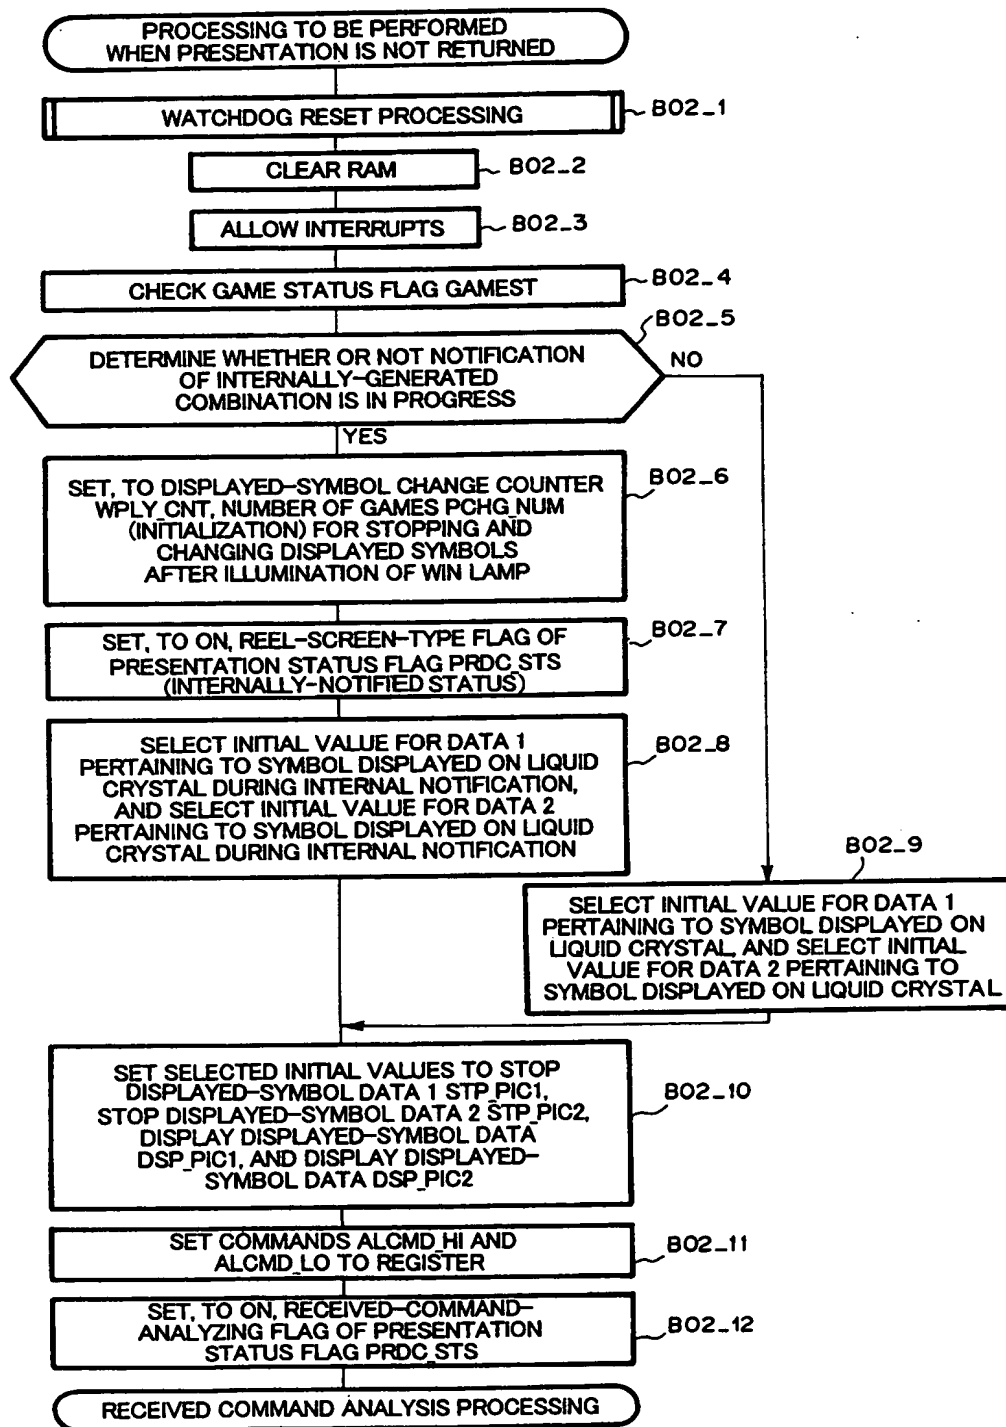 PROCESSING TO BE PERFORMED
WHEN PRESENTATION IS NOT RETURNED
WATCHDOG RESET PROCESSING
B02_1
CLEAR RAM
B02_2
ALLOW INTERRUPTS
B02_3
CHECK GAME STATUS FLAG GAMEST
B02_4
B02_5
DETERMINE WHETHER OR NOT NOTIFICATION
OF INTERNALLY-GENERATED
COMBINATION IS IN PROGRESS
NO
YES
SET, TO DISPLAYED-SYMBOL CHANGE COUNTER
WPLY_CNT, NUMBER OF GAMES PCHG_NUM
(INITIALIZATION) FOR STOPPING AND
CHANGING DISPLAYED SYMBOLS
AFTER ILLUMINATION OF WIN LAMP
B02_6
SET, TO ON, REEL-SCREEN-TYPE FLAG OF
PRESENTATION STATUS FLAG PRDC_STS
(INTERNALLY-NOTIFIED STATUS)
B02_7
SELECT INITIAL VALUE FOR DATA 1
PERTAINING TO SYMBOL DISPLAYED ON LIQUID
CRYSTAL DURING INTERNAL NOTIFICATION,
AND SELECT INITIAL VALUE FOR DATA 2
PERTAINING TO SYMBOL DISPLAYED ON LIQUID
CRYSTAL DURING INTERNAL NOTIFICATION
B02_8
B02_9
SELECT INITIAL VALUE FOR DATA 1
PERTAINING TO SYMBOL DISPLAYED ON
LIQUID CRYSTAL, AND SELECT INITIAL
VALUE FOR DATA 2 PERTAINING TO
SYMBOL DISPLAYED ON LIQUID CRYSTAL
SET SELECTED INITIAL VALUES TO STOP
DISPLAYED-SYMBOL DATA 1 STP_PIC1,
STOP DISPLAYED-SYMBOL DATA 2 STP_PIC2,
DISPLAY DISPLAYED-SYMBOL DATA
DSP_PIC1, AND DISPLAY DISPLAYED-
SYMBOL DATA DSP_PIC2
B02_10
SET COMMANDS ALCMD_HI AND
ALCMD_LO TO REGISTER
B02_11
SET, TO ON, RECEIVED-COMMAND-
ANALYZING FLAG OF PRESENTATION
STATUS FLAG PRDC_STS
B02_12
RECEIVED COMMAND ANALYSIS PROCESSING